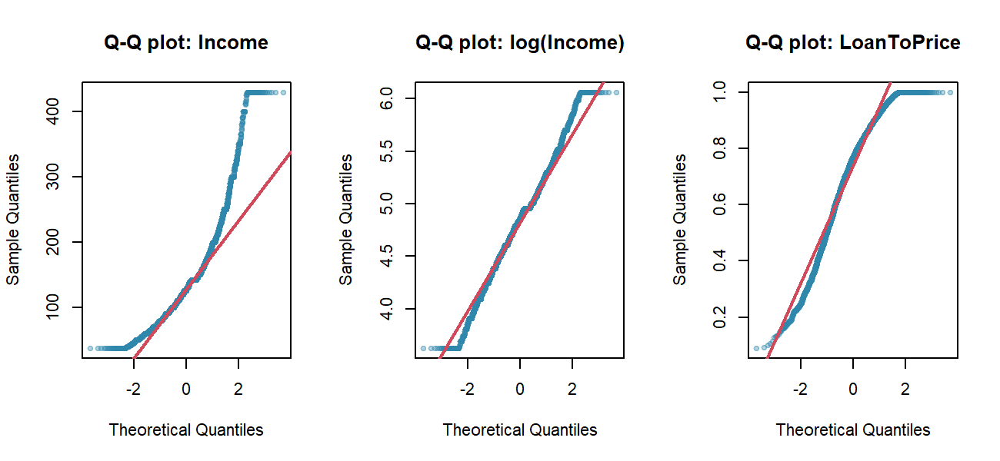 Q-Q plot: Income
Sample Quantiles
400
300
200
100
-2 0 2
Theoretical Quantiles
Q-Q plot: log(Income)
Sample Quantiles
6.0
5.5
5.0
4.5
4.0
-2 0 2
Theoretical Quantiles
Q-Q plot: LoanToPrice
Sample Quantiles
1.0
0.8
0.6
0.4
0.2
-2 0 2
Theoretical Quantiles